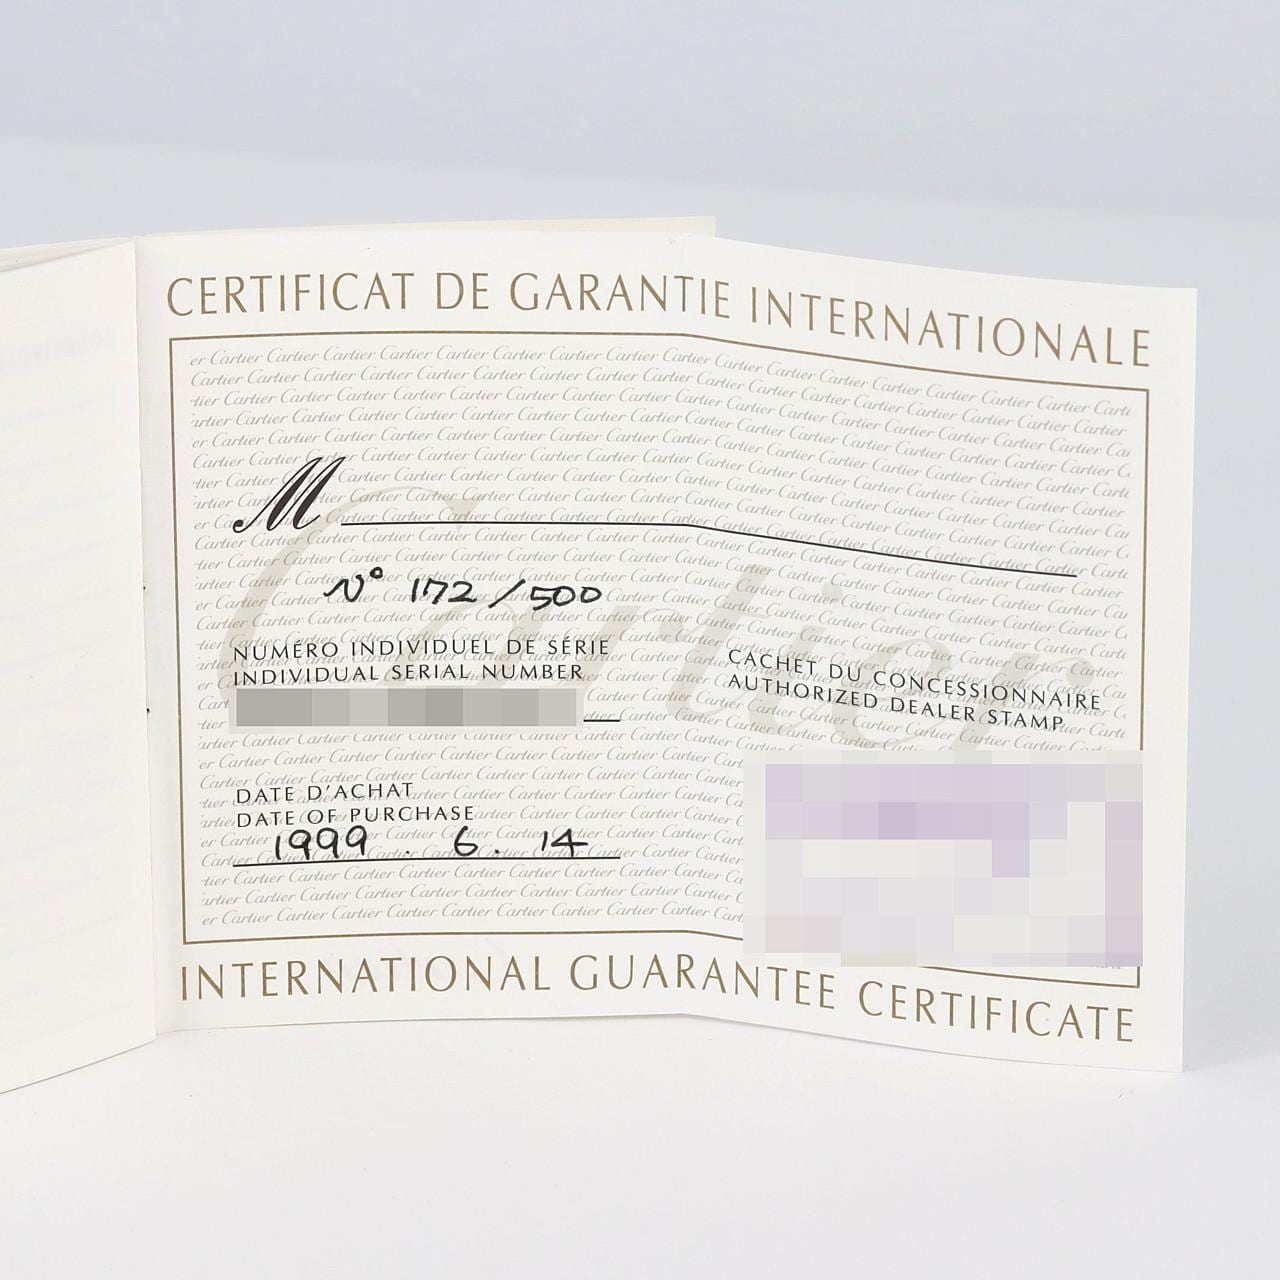 CERTIFICAT DE GARANTIE INTERNATIONALE
M
N° 172/500
NUMÉRO INDIVIDUEL DE SÉRIE
INDIVIDUAL SERIAL NUMBER
CACHET DU CONCESSIONNAIRE
AUTHORIZED DEALER STAMP
DATE D'ACHAT
DATE OF PURCHASE
1999 . 6 . 14
Cartier
INTERNATIONAL GUARANTEE CERTIFICATE